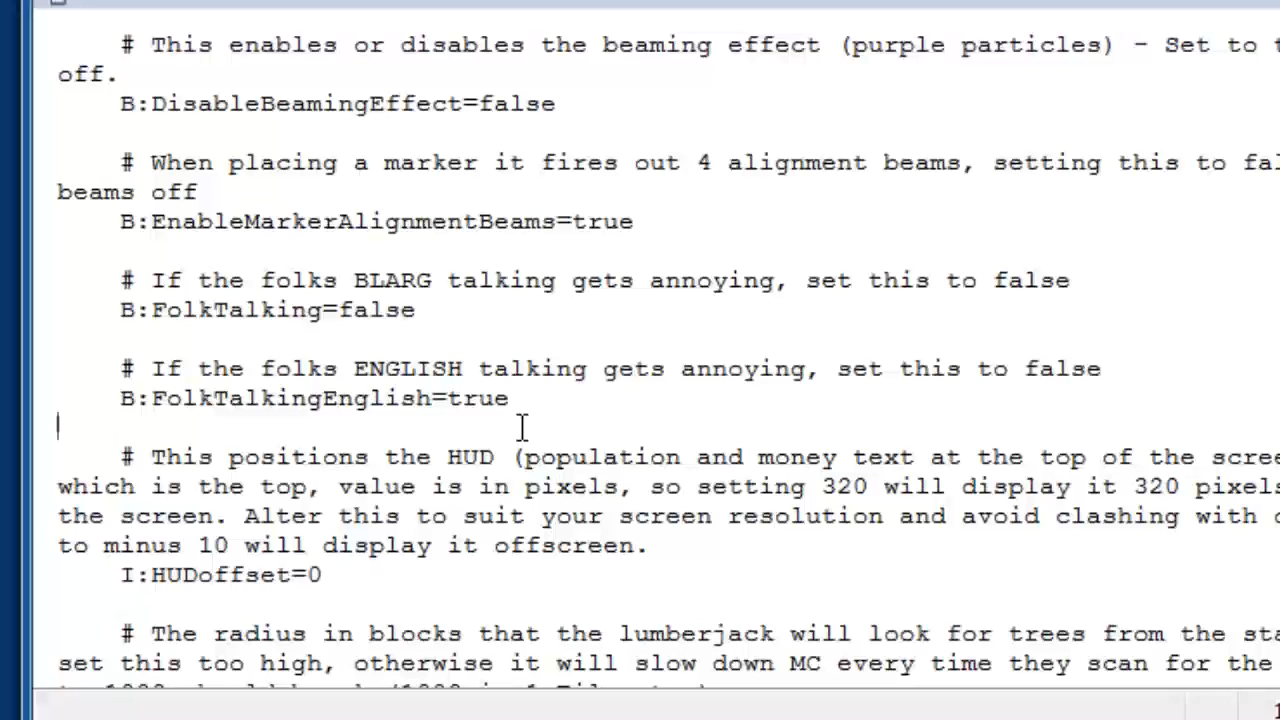 # This enables or disables the beaming effect (purple particles) - Set to
off.
B:DisableBeamingEffect=false
# When placing a marker it fires out 4 alignment beams, setting this to
beams off
B:EnableMarkerAlignmentBeams=true
# If the folks BLARG talking gets annoying, set this to false
B:FolkTalking=false
# If the folks ENGLISH talking gets annoying, set this to false
B:FolkTalkingEnglish=true
# This positions the HUD (population and money text at the top of the
which is the top, value is in pixels, so setting 320 will display it 320 pixels
the screen. Alter this to suit your screen resolution and avoid clashing with
to minus 10 will display it offscreen.
I:HUDoffset=0
# The radius in blocks that the lumberjack will look for trees from the
set this too high, otherwise it will slow down MC every time they scan for the